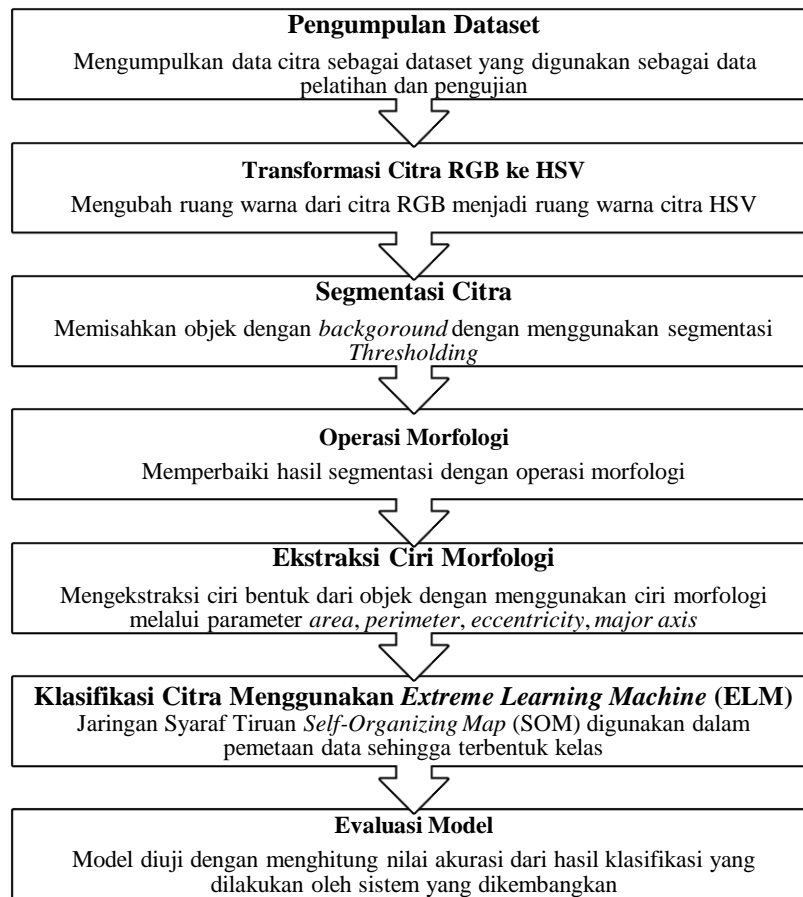 Pengumpulan Dataset
Mengumpulkan data citra sebagai dataset yang digunakan sebagai data
pelatihan dan pengujian
Transformasi Citra RGB ke HSV
Mengubah ruang warna dari citra RGB menjadi ruang warna citra HSV
Segmentasi Citra
Memisahkan objek dengan backgoround dengan menggunakan segmentasi
Thresholding
Operasi Morfologi
Memperbaiki hasil segmentasi dengan operasi morfologi
Ekstraksi Ciri Morfologi
Mengekstraksi ciri bentuk dari objek dengan menggunakan ciri morfologi
melalui parameter area, perimeter, eccentricity, major axis
Klasifikasi Citra Menggunakan Extreme Learning Machine (ELM)
Jaringan Syaraf Tiruan Self-Organizing Map (SOM) digunakan dalam
pemetaan data sehingga terbentuk kelas
Evaluasi Model
Model diuji dengan menghitung nilai akurasi dari hasil klasifikasi yang
dilakukan oleh sistem yang dikembangkan